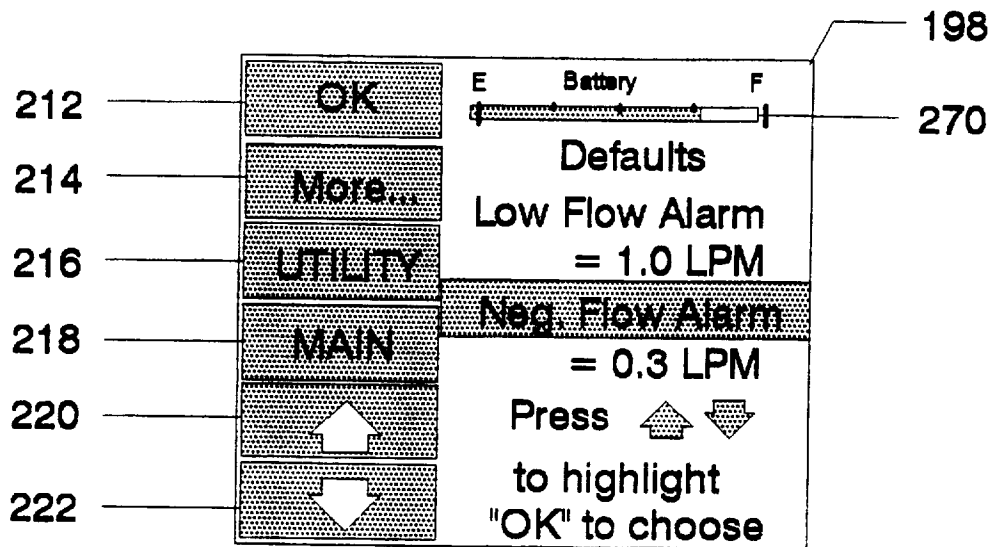 198
212
OK
E Battery F
270
Defaults
214
More...
Low Flow Alarm
= 1.0 LPM
216
UTILITY
Neg. Flow Alarm
218
MAIN
= 0.3 LPM
220
Press
to highlight
222
"OK" to choose